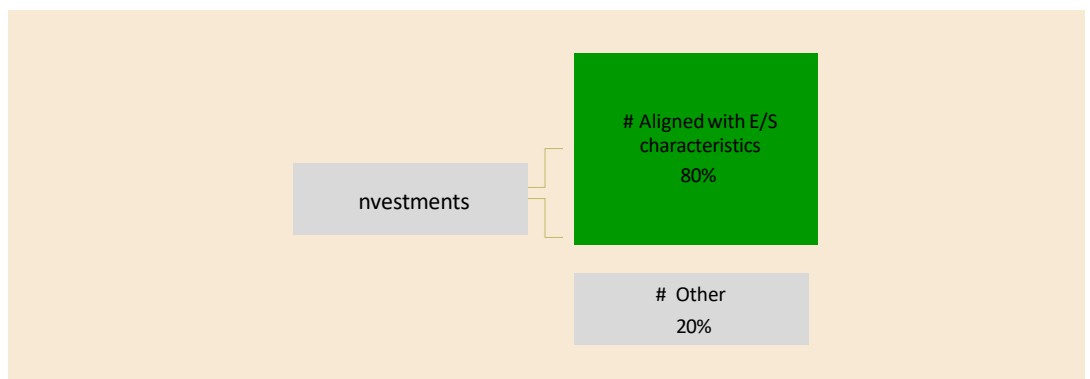 # Aligned with E/S
characteristics
80%
nvestments
# Other
20%